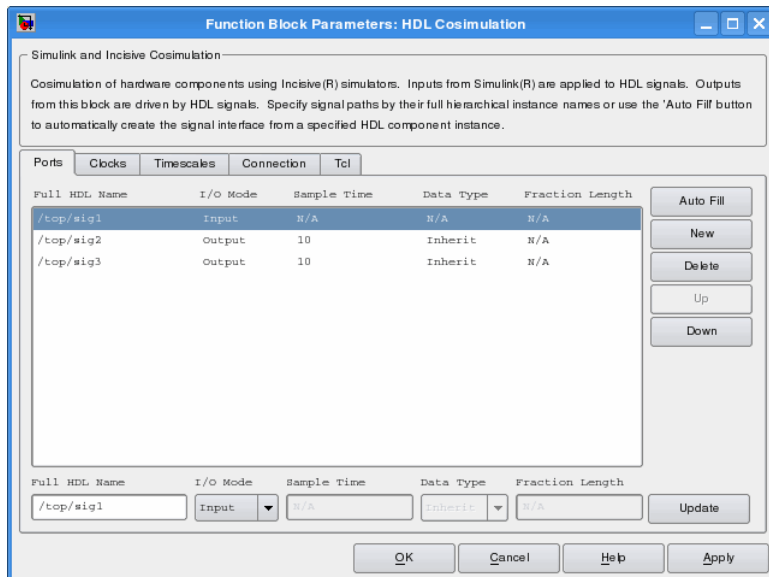 Function Block Parameters: HDL Cosimulation
Simulink and Incisive Cosimulation
Cosimulation of hardware components using Incisive(R) simulators. Inputs from Simulink(R) are applied to HDL signals. Outputs
from this block are driven by HDL signals. Specify signal paths by their full hierarchical instance names or use the 'Auto Fill' button
to automatically create the signal interface from a specified HDL component instance.
Ports Clocks Timescales Connection Tcl
Full HDL Name I/O Mode Sample Time Data Type Fraction Length
/top/sig1 Input N/A N/A N/A
/top/sig2 Output 10 Inherit N/A
/top/sig3 Output 10 Inherit N/A
Auto Fill
New
Delete
Up
Down
Full HDL Name I/O Mode Sample Time Data Type Fraction Length
/top/sig1 Input N/A Inherit N/A Update
OK Cancel Help Apply